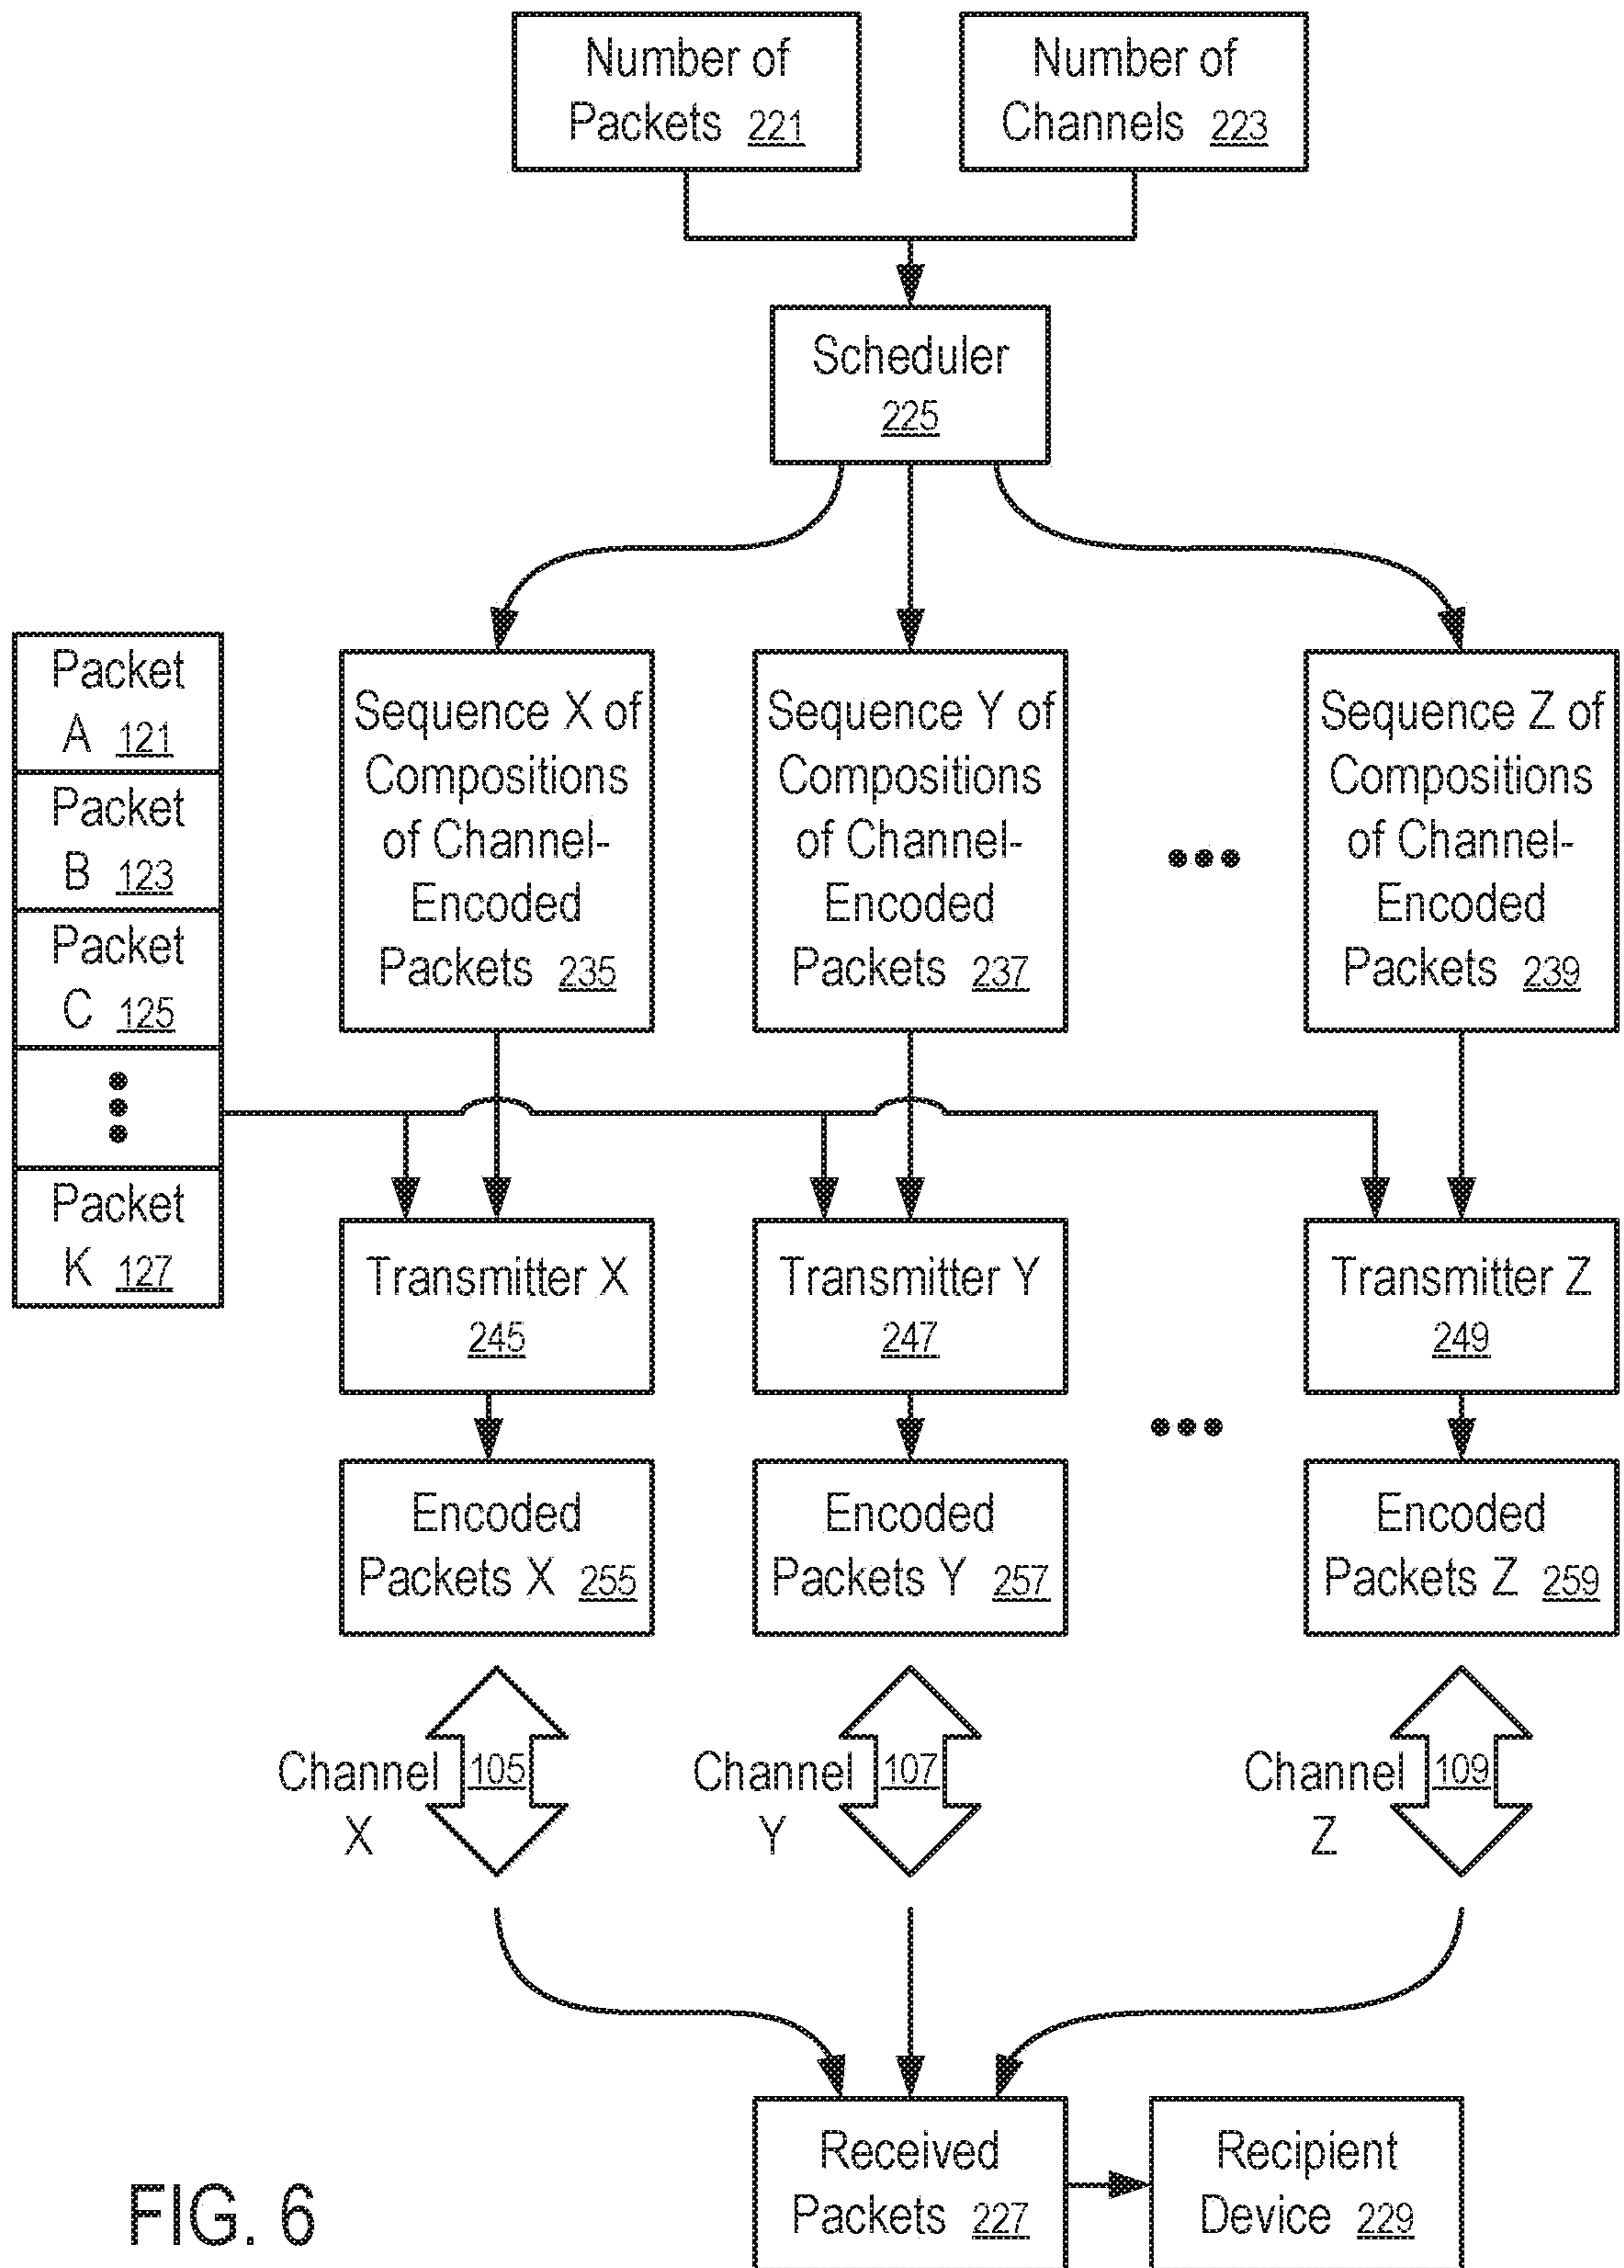 Number of
Packets 221
Number of
Channels 223
Scheduler
225
Packet
A 121
Packet
B 123
Packet
C 125
Packet
K 127
Sequence X of
Compositions
of Channel-
Encoded
Packets 235
Sequence Y of
Compositions
of Channel-
Encoded
Packets 237
Sequence Z of
Compositions
of Channel-
Encoded
Packets 239
Transmitter X
245
Transmitter Y
247
Transmitter Z
249
Encoded
Packets X 255
Encoded
Packets Y 257
Encoded
Packets Z 259
Channel 105
X
Channel 107
Y
Channel 109
Z
Received
Packets 227
Recipient
Device 229
FIG. 6